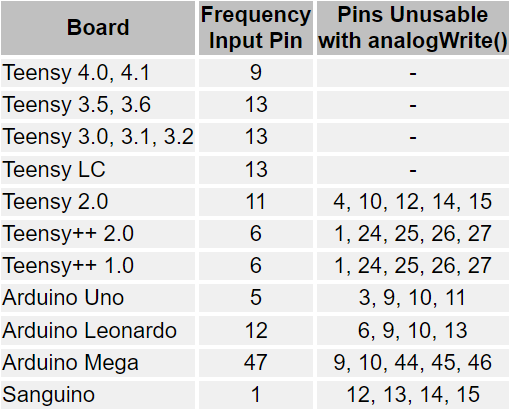 Board Frequency Input Pin Pins Unusable with analogWrite()
Teensy 4.0, 4.1 9 -
Teensy 3.5, 3.6 13 -
Teensy 3.0, 3.1, 3.2 13 -
Teensy LC 13 -
Teensy 2.0 11 4, 10, 12, 14, 15
Teensy++ 2.0 6 1, 24, 25, 26, 27
Teensy++ 1.0 6 1, 24, 25, 26, 27
Arduino Uno 5 3, 9, 10, 11
Arduino Leonardo 12 6, 9, 10, 13
Arduino Mega 47 9, 10, 44, 45, 46
Sanguino 1 12, 13, 14, 15